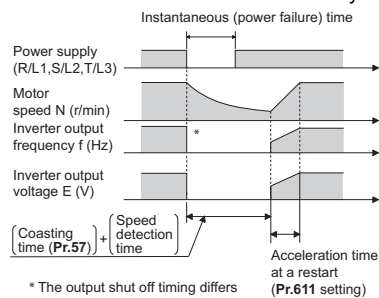 Instantaneous (power failure) time
Power supply
(R/L1,S/L2,T/L3)
Motor
speed N (r/min)
Inverter output
frequency f (Hz)
*
Inverter output
voltage E (V)
Coasting
time (Pr.57)
+
Speed
detection
time
Acceleration time
at a restart
(Pr.611 setting)
* The output shut off timing differs